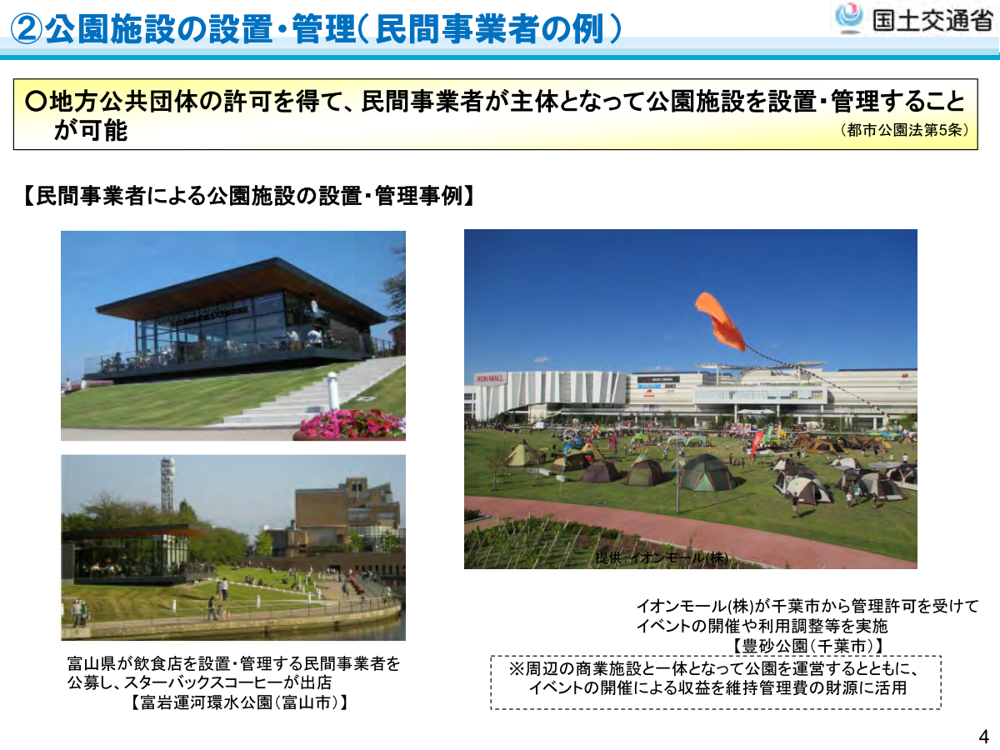 ②公園施設の設置・管理(民間事業者の例)
国土交通省
〇地方公共団体の許可を得て、民間事業者が主体となって公園施設を設置・管理すること
が可能
(都市公園法第5条)
【民間事業者による公園施設の設置・管理事例】
AEON MALL
AEON CINEMA
提供:イオンモール(株)
富山県が飲食店を設置・管理する民間事業者を
公募し、スターバックスコーヒーが出店
【富岩運河環水公園(富山市)】
イオンモール(株)が千葉市から管理許可を受けて
イベントの開催や利用調整等を実施
【豊砂公園(千葉市)】
※周辺の商業施設と一体となって公園を運営するとともに、
イベントの開催による収益を維持管理費の財源に活用
4